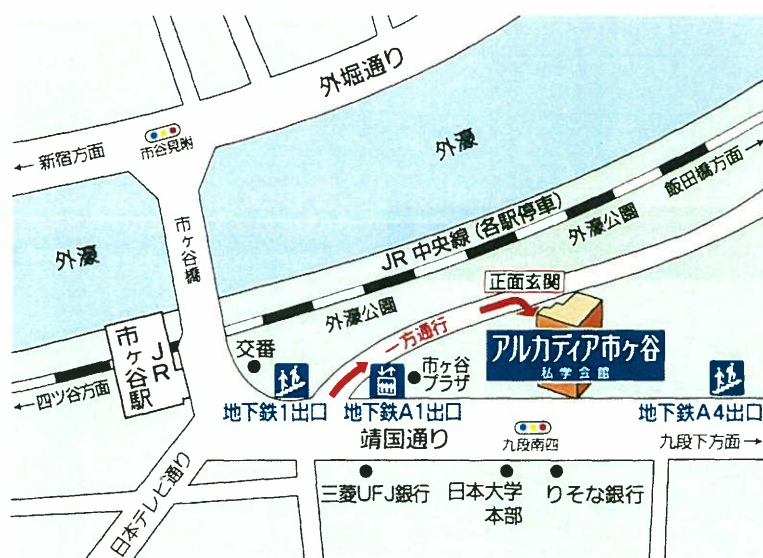 外堀通り
← 新宿方面
市谷見附
外濠
飯田橋方面 →
市ヶ谷橋
JR 中央線 (各駅停車)
外濠公園
外濠
正面玄関
外濠公園
一方通行
交番
JR
市ヶ谷駅
市ヶ谷
プラザ
アルカディア市ヶ谷
私学会館
← 四ツ谷方面
地下鉄1出口
地下鉄A1出口
地下鉄A4出口
靖国通り
九段南四
九段下方面 →
日本テレビ通り
三菱UFJ銀行
日本大学
本部
りそな銀行